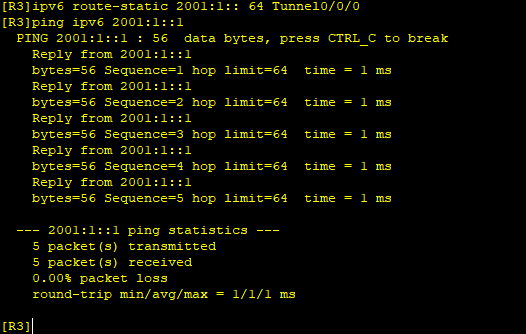 [R3]ipv6 route-static 2001:1:: 64 Tunnel0/0/0
[R3]ping ipv6 2001:1::1
PING 2001:1::1 : 56  data bytes, press CTRL_C to break
Reply from 2001:1::1
bytes=56 Sequence=1 hop limit=64  time = 1 ms
Reply from 2001:1::1
bytes=56 Sequence=2 hop limit=64  time = 1 ms
Reply from 2001:1::1
bytes=56 Sequence=3 hop limit=64  time = 1 ms
Reply from 2001:1::1
bytes=56 Sequence=4 hop limit=64  time = 1 ms
Reply from 2001:1::1
bytes=56 Sequence=5 hop limit=64  time = 1 ms
--- 2001:1::1 ping statistics ---
5 packet(s) transmitted
5 packet(s) received
0.00% packet loss
round-trip min/avg/max = 1/1/1 ms
[R3]